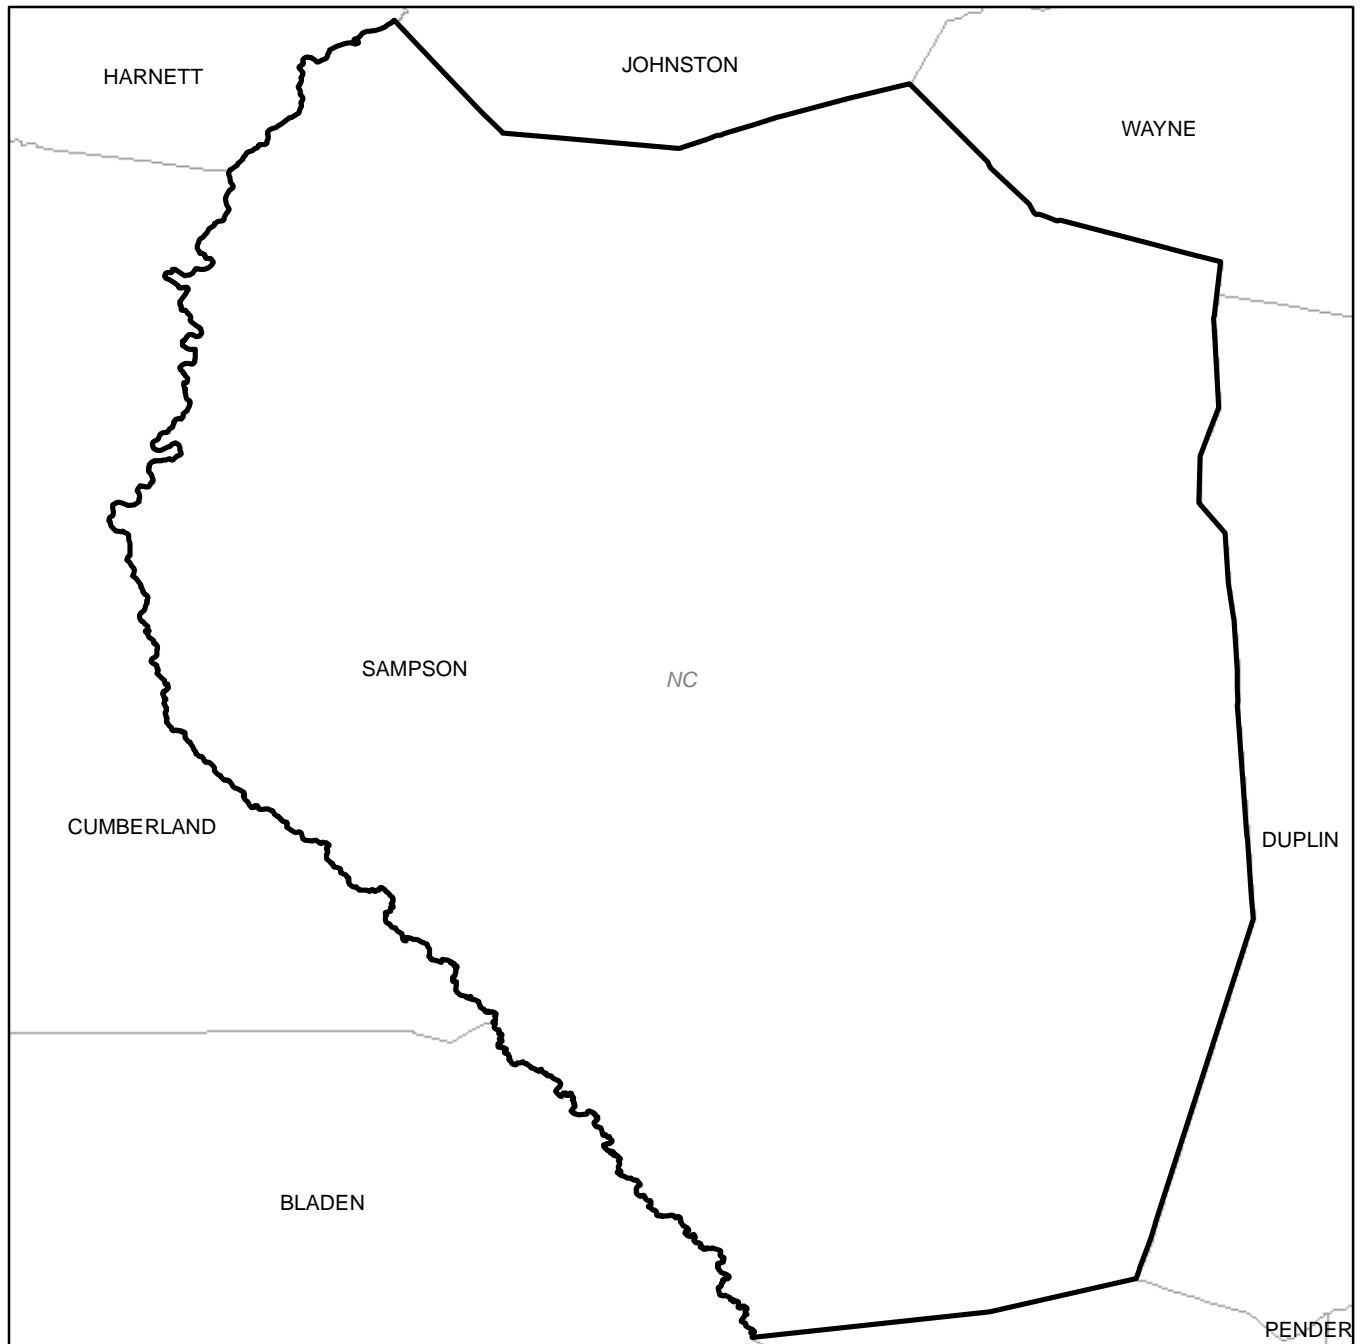 JOHNSTON
HARNETT
WAYNE
SAMPSON
NC
CUMBERLAND
DUPLIN
BLADEN
PENDER